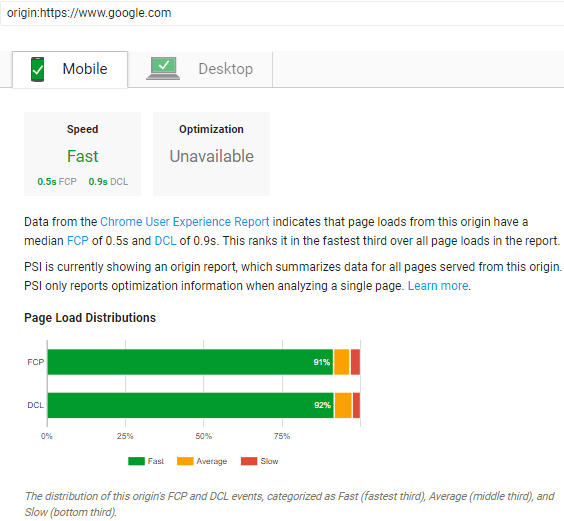 origin:https://www.google.com
Mobile
Desktop
Speed
Fast
0.5s FCP 0.9s DCL
Optimization
Unavailable
Data from the Chrome User Experience Report indicates that page loads from this origin have a
median FCP of 0.5s and DCL of 0.9s. This ranks it in the fastest third over all page loads in the report.
PSI is currently showing an origin report, which summarizes data for all pages served from this origin.
PSI only reports optimization information when analyzing a single page. Learn more.
Page Load Distributions
FCP 91%
DCL 92%
0% 25% 50% 75%
Fast Average Slow
The distribution of this origin's FCP and DCL events, categorized as Fast (fastest third), Average (middle third), and
Slow (bottom third).